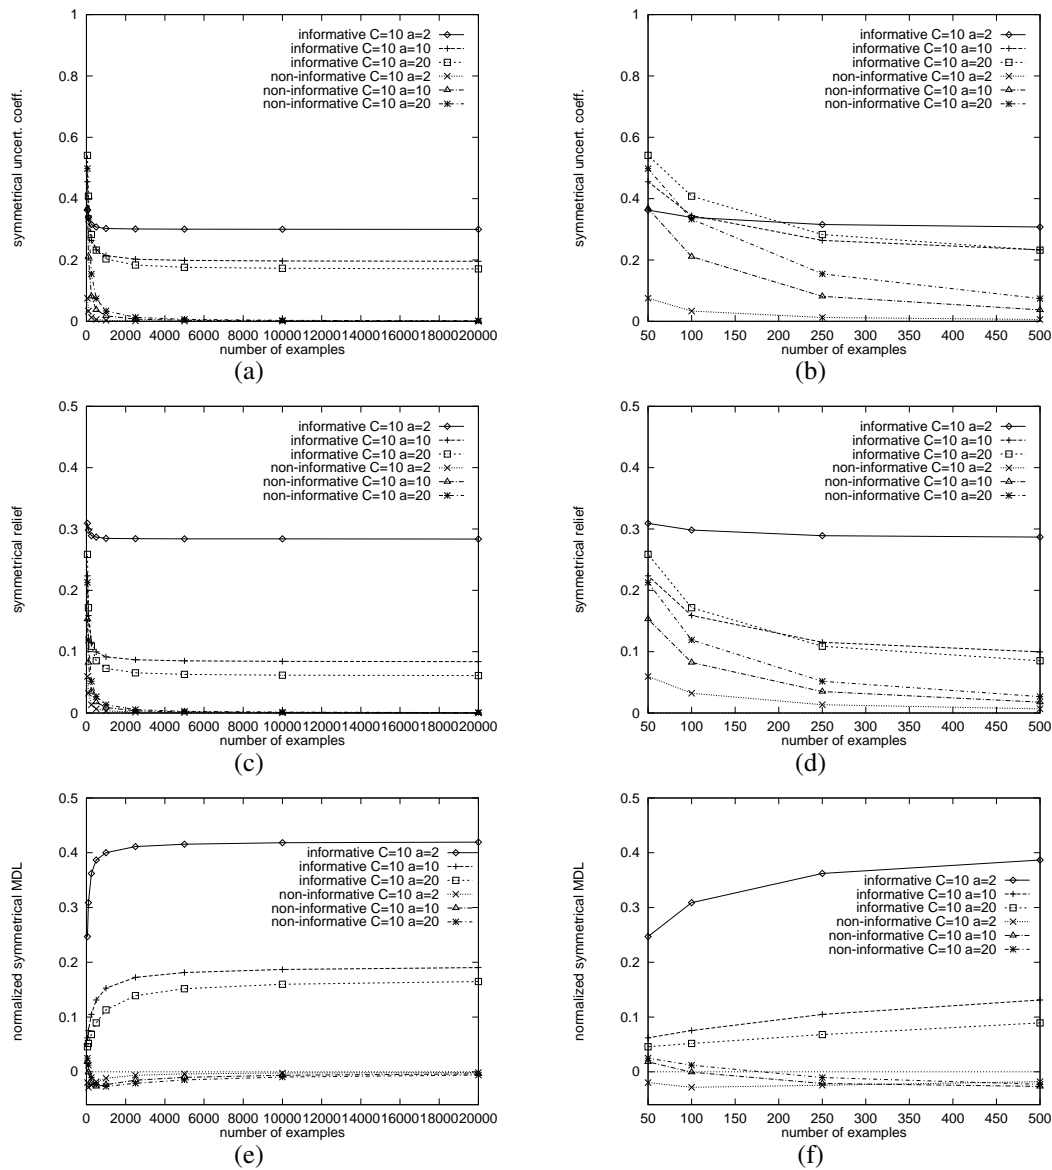 symmetrical uncert. coeff.
1
0.8
0.6
0.4
0.2
0
informative C=10 a=2
informative C=10 a=10
informative C=10 a=20
non-informative C=10 a=2
non-informative C=10 a=10
non-informative C=10 a=20
0 2000 4000 6000 8000 10000 12000 14000 16000 18000 20000
number of examples
(a)
symmetrical uncert. coeff.
1
0.8
0.6
0.4
0.2
0
informative C=10 a=2
informative C=10 a=10
informative C=10 a=20
non-informative C=10 a=2
non-informative C=10 a=10
non-informative C=10 a=20
50 100 150 200 250 300 350 400 450 500
number of examples
(b)
symmetrical relief
0.5
0.4
0.3
0.2
0.1
0
informative C=10 a=2
informative C=10 a=10
informative C=10 a=20
non-informative C=10 a=2
non-informative C=10 a=10
non-informative C=10 a=20
0 2000 4000 6000 8000 10000 12000 14000 16000 18000 20000
number of examples
(c)
symmetrical relief
0.5
0.4
0.3
0.2
0.1
0
informative C=10 a=2
informative C=10 a=10
informative C=10 a=20
non-informative C=10 a=2
non-informative C=10 a=10
non-informative C=10 a=20
50 100 150 200 250 300 350 400 450 500
number of examples
(d)
normalized symmetrical MDL
0.5
0.4
0.3
0.2
0.1
0
informative C=10 a=2
informative C=10 a=10
informative C=10 a=20
non-informative C=10 a=2
non-informative C=10 a=10
non-informative C=10 a=20
0 2000 4000 6000 8000 10000 12000 14000 16000 18000 20000
number of examples
(e)
normalized symmetrical MDL
0.5
0.4
0.3
0.2
0.1
0
informative C=10 a=2
informative C=10 a=10
informative C=10 a=20
non-informative C=10 a=2
non-informative C=10 a=10
non-informative C=10 a=20
50 100 150 200 250 300 350 400 450 500
number of examples
(f)